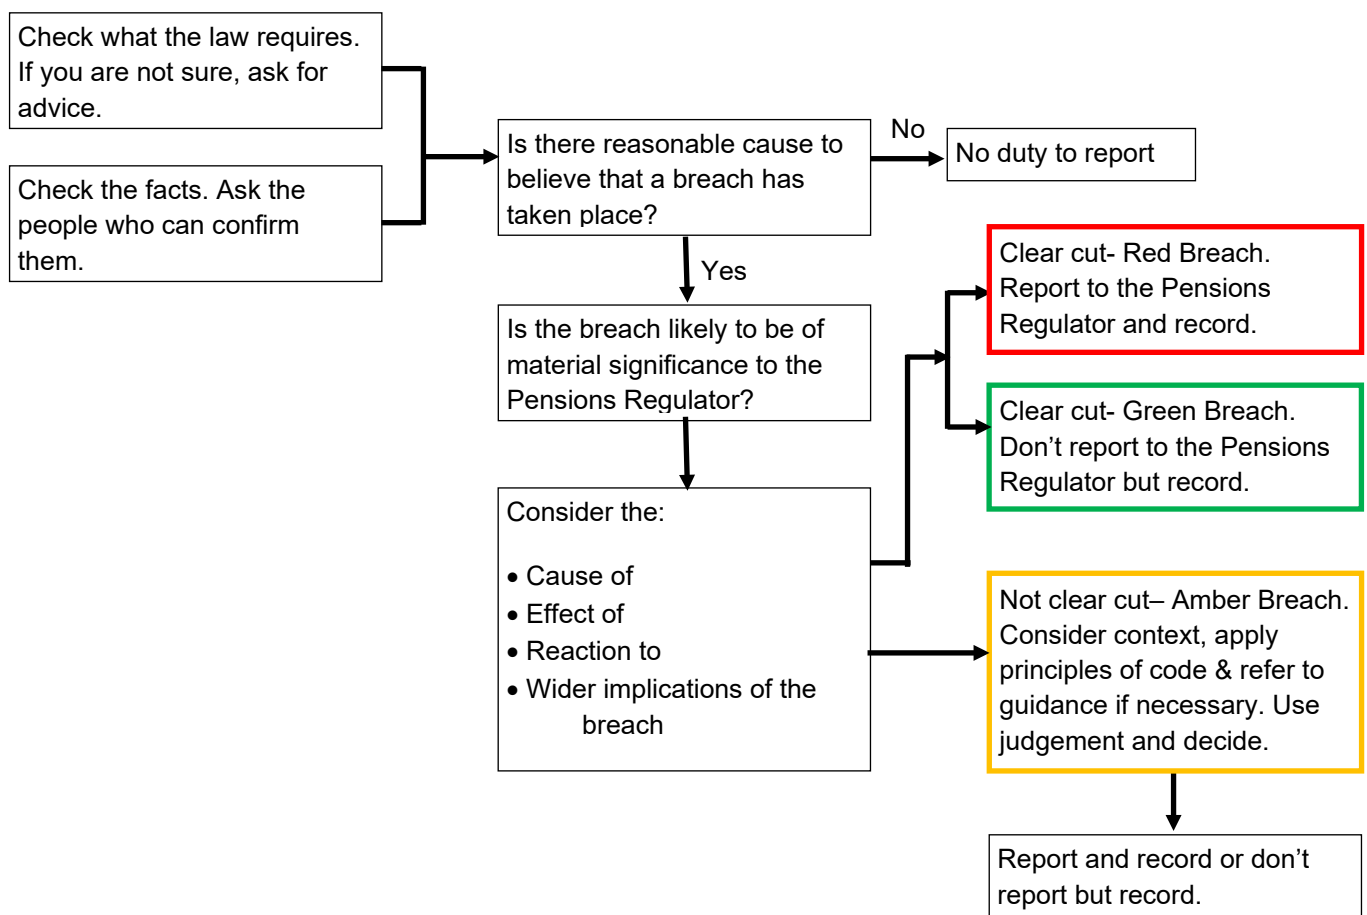 Check what the law requires.
If you are not sure, ask for
advice.
Check the facts. Ask the
people who can confirm
them.
Is there reasonable cause to
believe that a breach has
taken place?
No
No duty to report
Yes
Is the breach likely to be of
material significance to the
Pensions Regulator?
Clear cut- Red Breach.
Report to the Pensions
Regulator and record.
Clear cut- Green Breach.
Don’t report to the Pensions
Regulator but record.
Consider the:
• Cause of
• Effect of
• Reaction to
• Wider implications of the
breach
Not clear cut– Amber Breach.
Consider context, apply
principles of code & refer to
guidance if necessary. Use
judgement and decide.
Report and record or don’t
report but record.